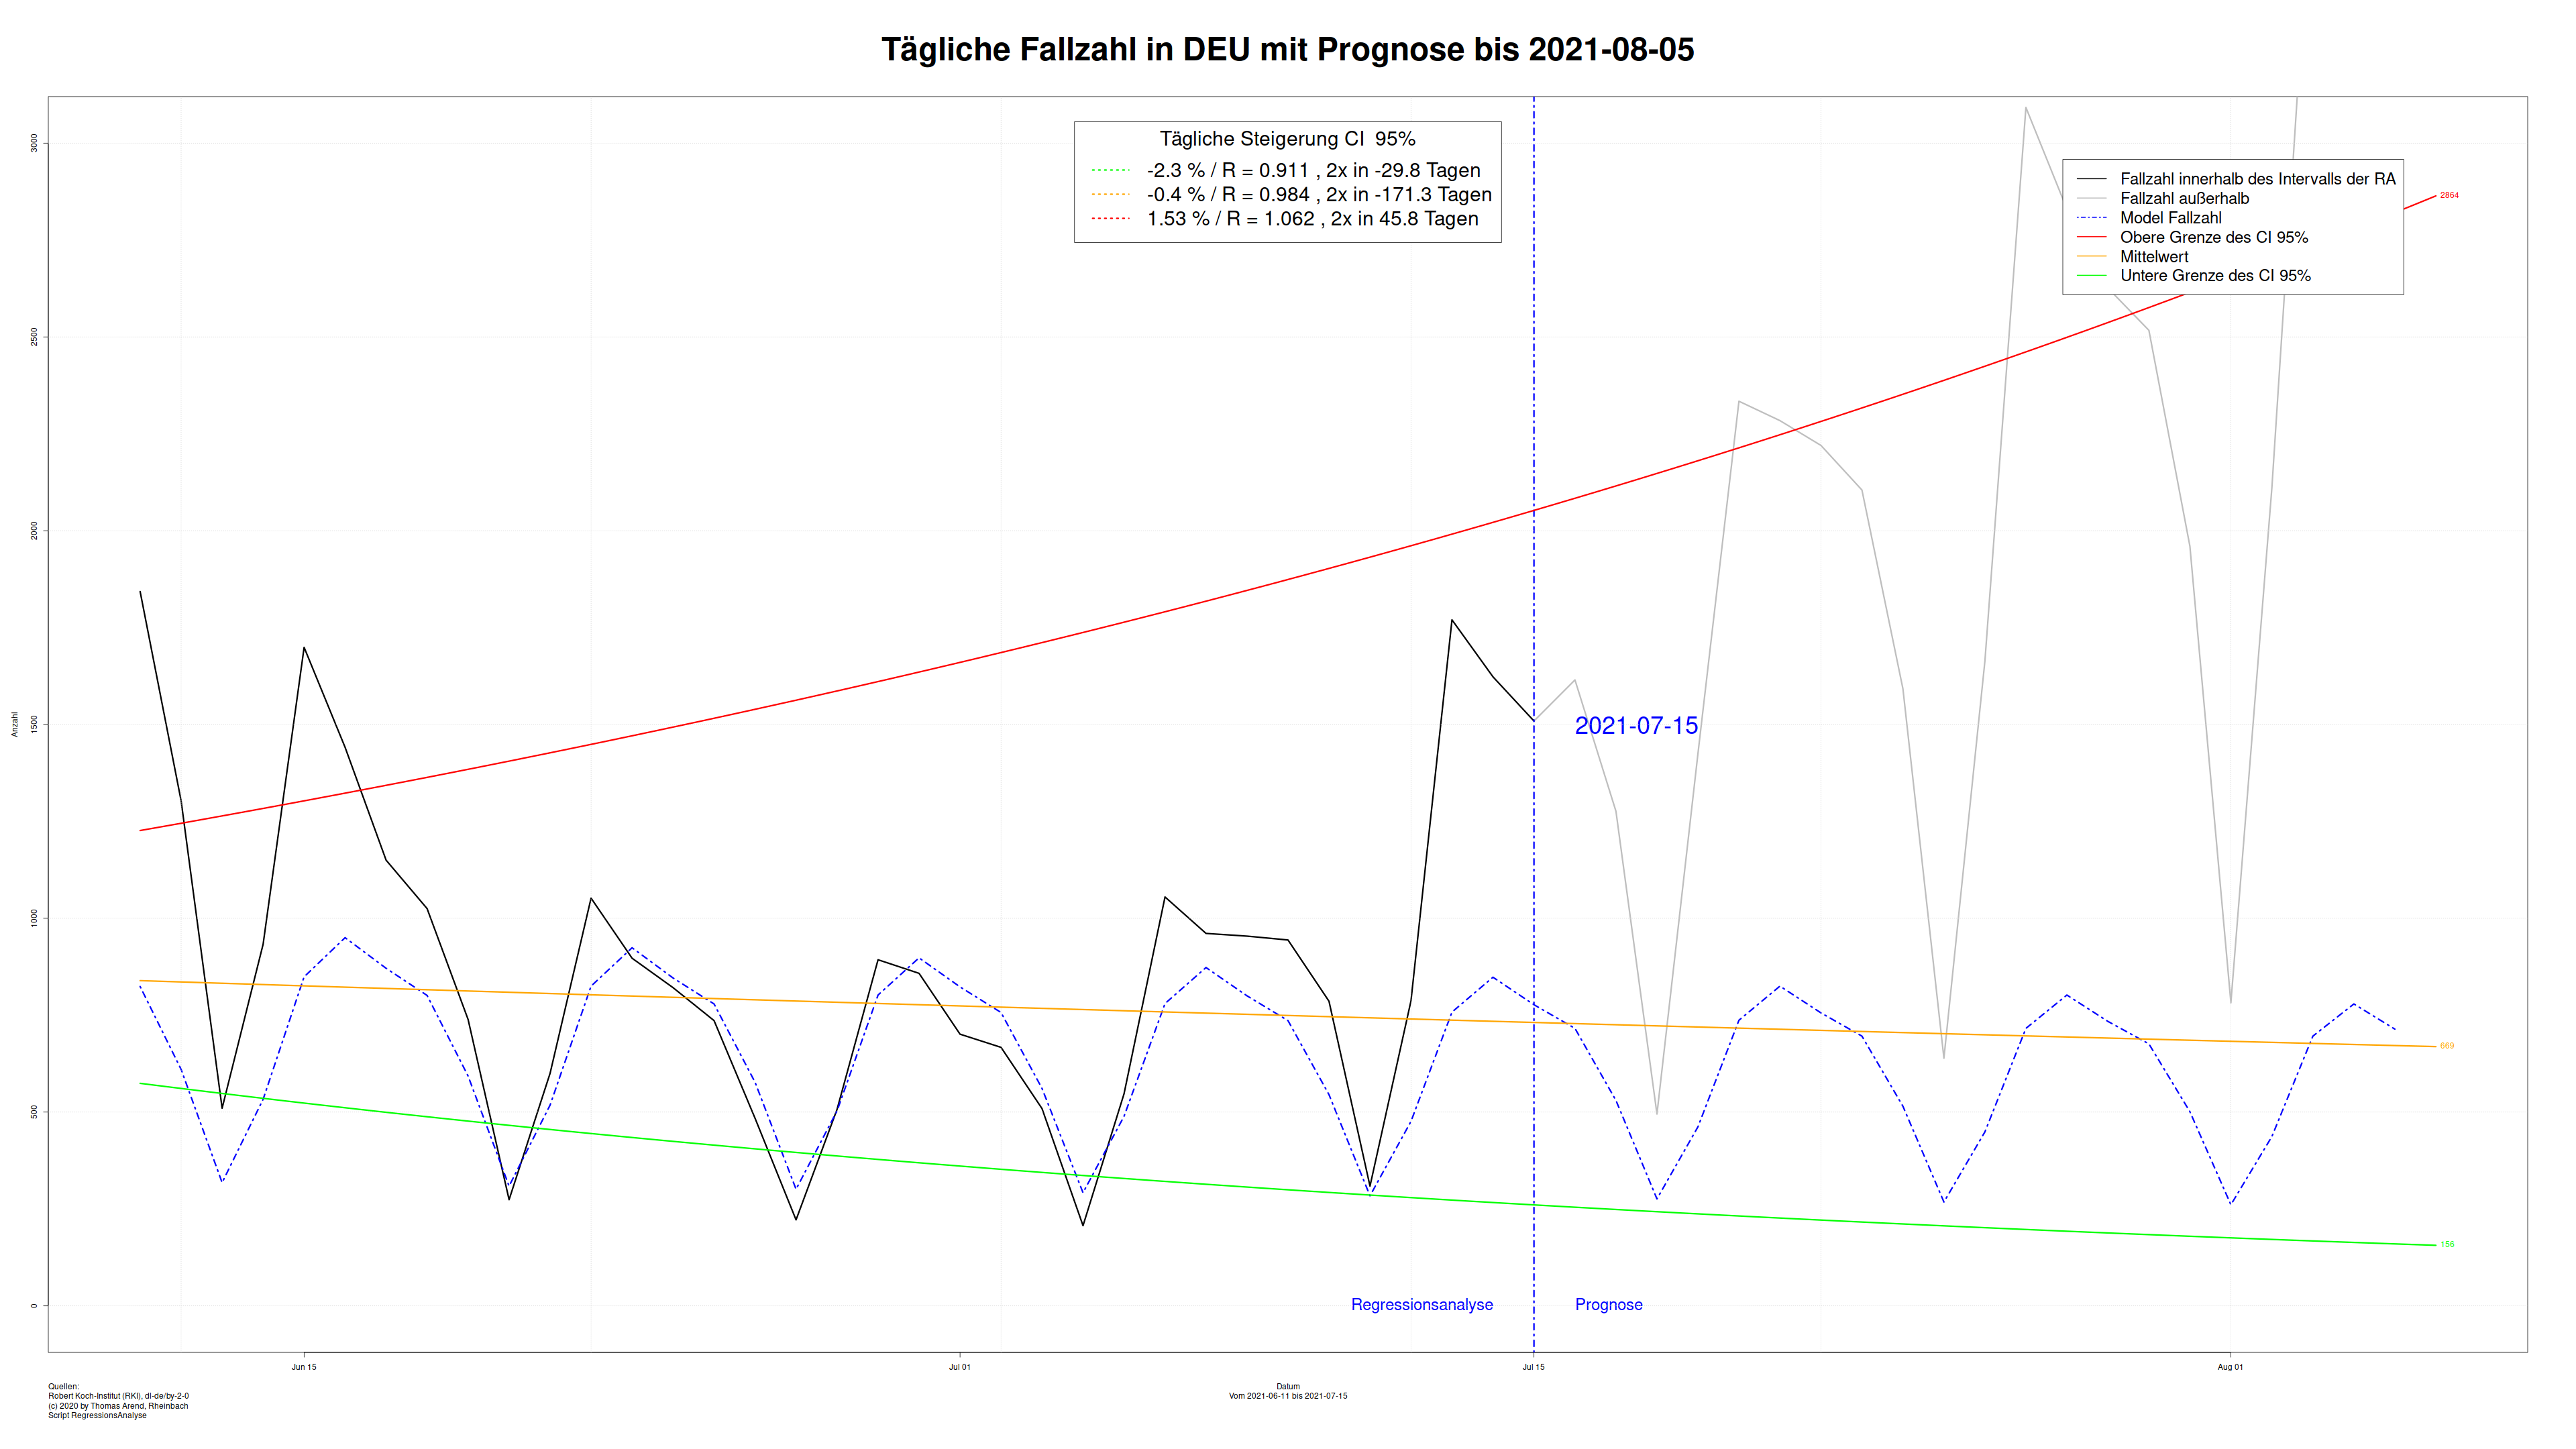 Tägliche Fallzahl in DEU mit Prognose bis 2021-08-05
Tägliche Steigerung CI  95%
-2.3 % / R = 0.911 , 2x in -29.8 Tagen
-0.4 % / R = 0.984 , 2x in -171.3 Tagen
1.53 % / R = 1.062 , 2x in 45.8 Tagen
Fallzahl innerhalb des Intervalls der RA
Fallzahl außerhalb
Model Fallzahl
Obere Grenze des CI 95%
Mittelwert
Untere Grenze des CI 95%
2864
3000
2500
2000
1500
1000
500
0
Anzahl
2021-07-15
669
156
Regressionsanalyse
Prognose
Jun 15
Jul 01
Jul 15
Aug 01
Datum
Vom 2021-06-11 bis 2021-07-15
Quellen:
Robert Koch-Institut (RKI), dl-de/by-2-0
(c) 2020 by Thomas Arend, Rheinbach
Script RegressionsAnalyse